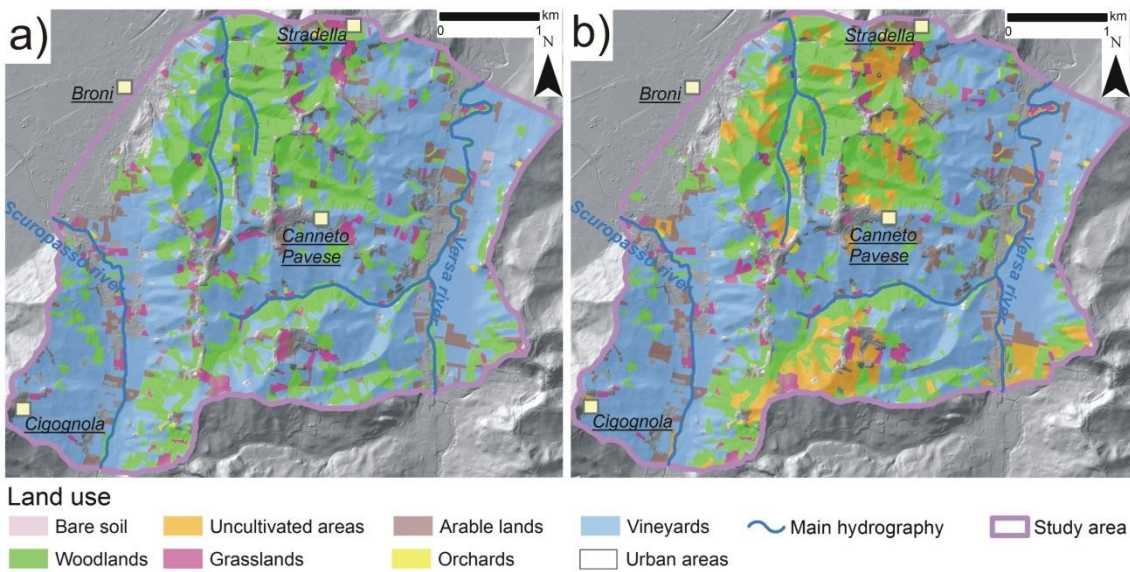 a)
Stradella
km
0 1
N
Broni
Scuropasso river
Canneto
Pavese
Versa river
Cigognola
b)
Stradella
km
0 1
N
Broni
Scuropasso river
Canneto
Pavese
Versa river
Cigognola
Land use
Bare soil Uncultivated areas Arable lands Vineyards Main hydrography Study area
Woodlands Grasslands Orchards Urban areas